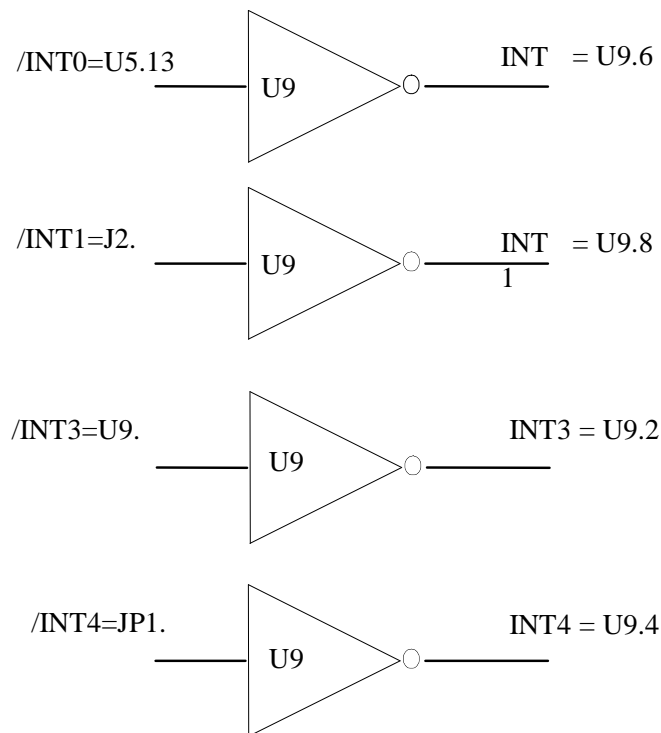 /INT0=U5.13 U9 INT = U9.6
/INT1=J2. U9 INT = U9.8
1
/INT3=U9. U9 INT3 = U9.2
/INT4=JP1. U9 INT4 = U9.4